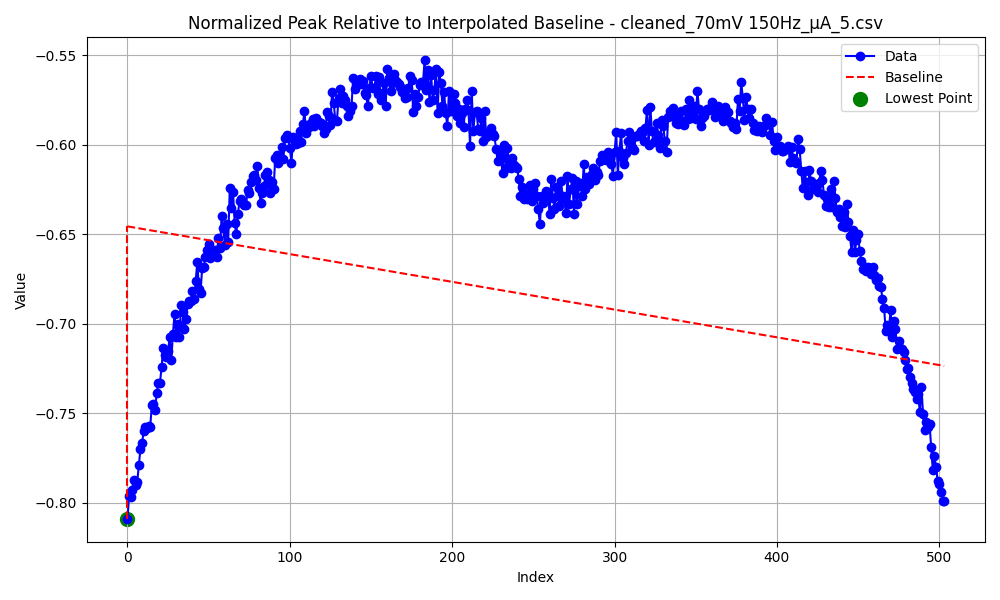 Normalized Peak Relative to Interpolated Baseline - cleaned_70mV 150Hz_μA_5.csv
Data
Baseline
Lowest Point
−0.55
−0.60
−0.65
−0.70
−0.75
−0.80
Value
0 100 200 300 400 500
Index